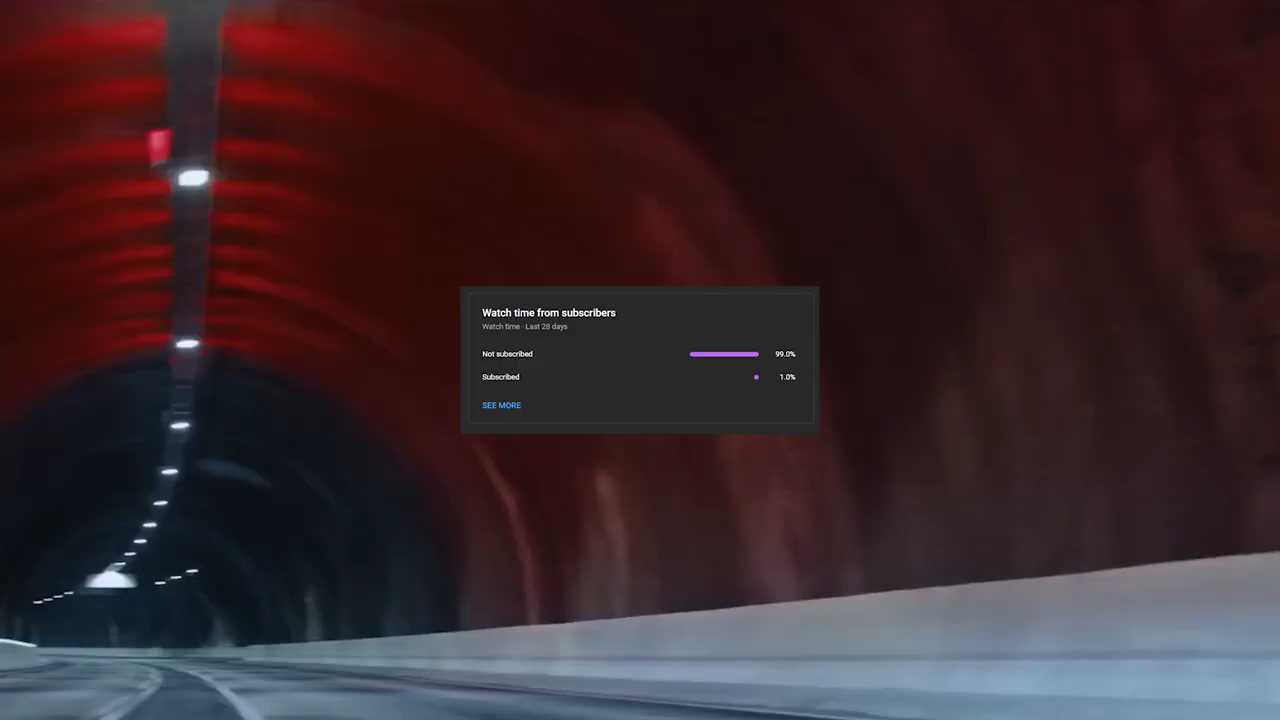 Watch time from subscribers
Watch time · Last 28 days
Not subscribed 99.0%
Subscribed 1.0%
SEE MORE